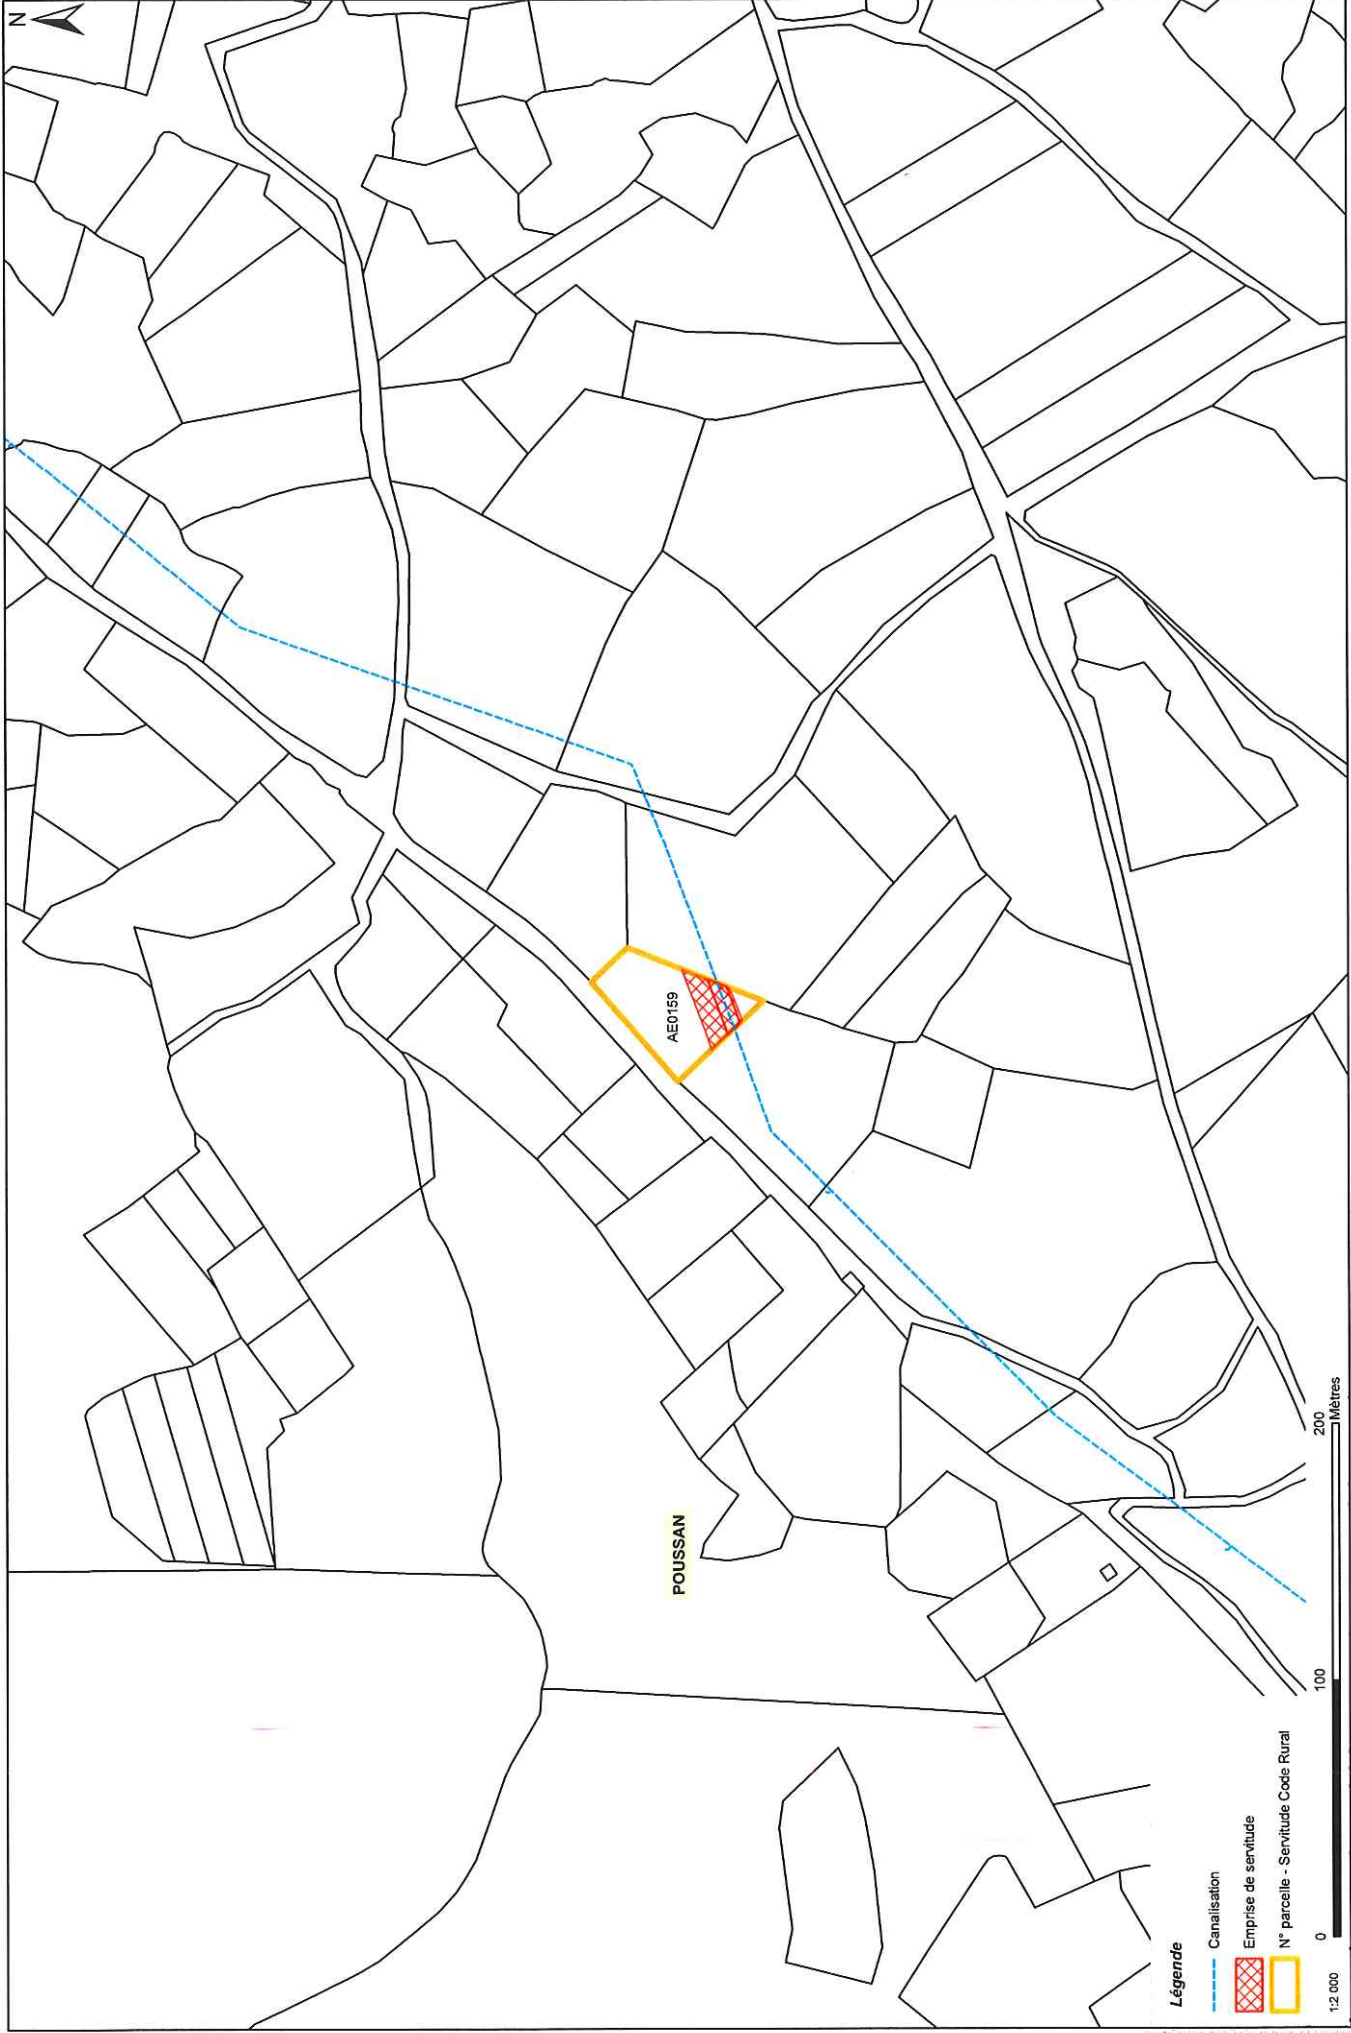 N
AE0159
POUSSAN
Légende
Canalisation
Emprise de servitude
N° parcelle - Servitude Code Rural
1:2 000
0 100 200
Mètres